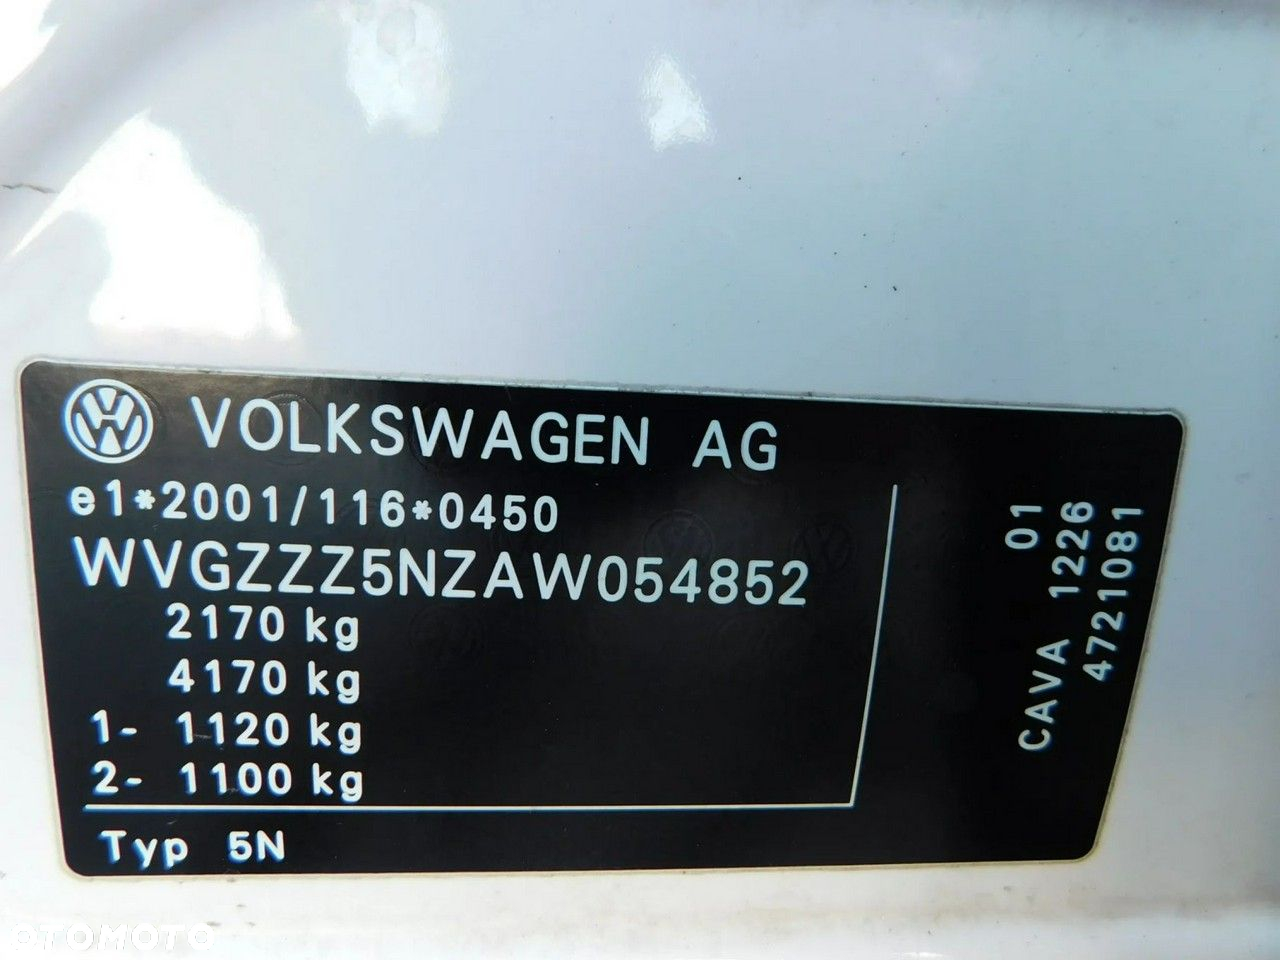 VOLKSWAGEN AG
e1*2001/116*0450
WVGZZZ5NZAW054852
2170 kg
4170 kg
1- 1120 kg
2- 1100 kg
Typ 5N
01
CAVA 1226
4721081
OTOMOTO